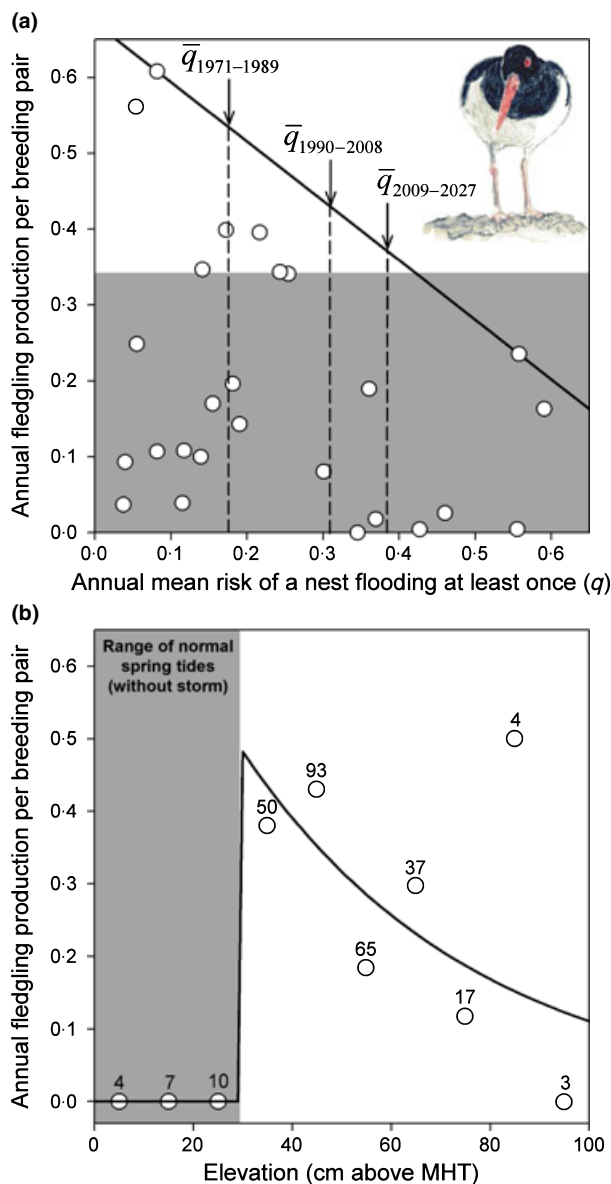 (a)
Annual fledgling production per breeding pair
0·6
0·5
0·4
0·3
0·2
0·1
0·0
q̅1971–1989
q̅1990–2008
q̅2009–2027
0·0 0·1 0·2 0·3 0·4 0·5 0·6
Annual mean risk of a nest flooding at least once (q)
(b)
Annual fledgling production per breeding pair
0·6
0·5
0·4
0·3
0·2
0·1
0·0
Range of normal
spring tides
(without storm)
4
93
50
37
65
17
4 7 10
3
0 20 40 60 80 100
Elevation (cm above MHT)